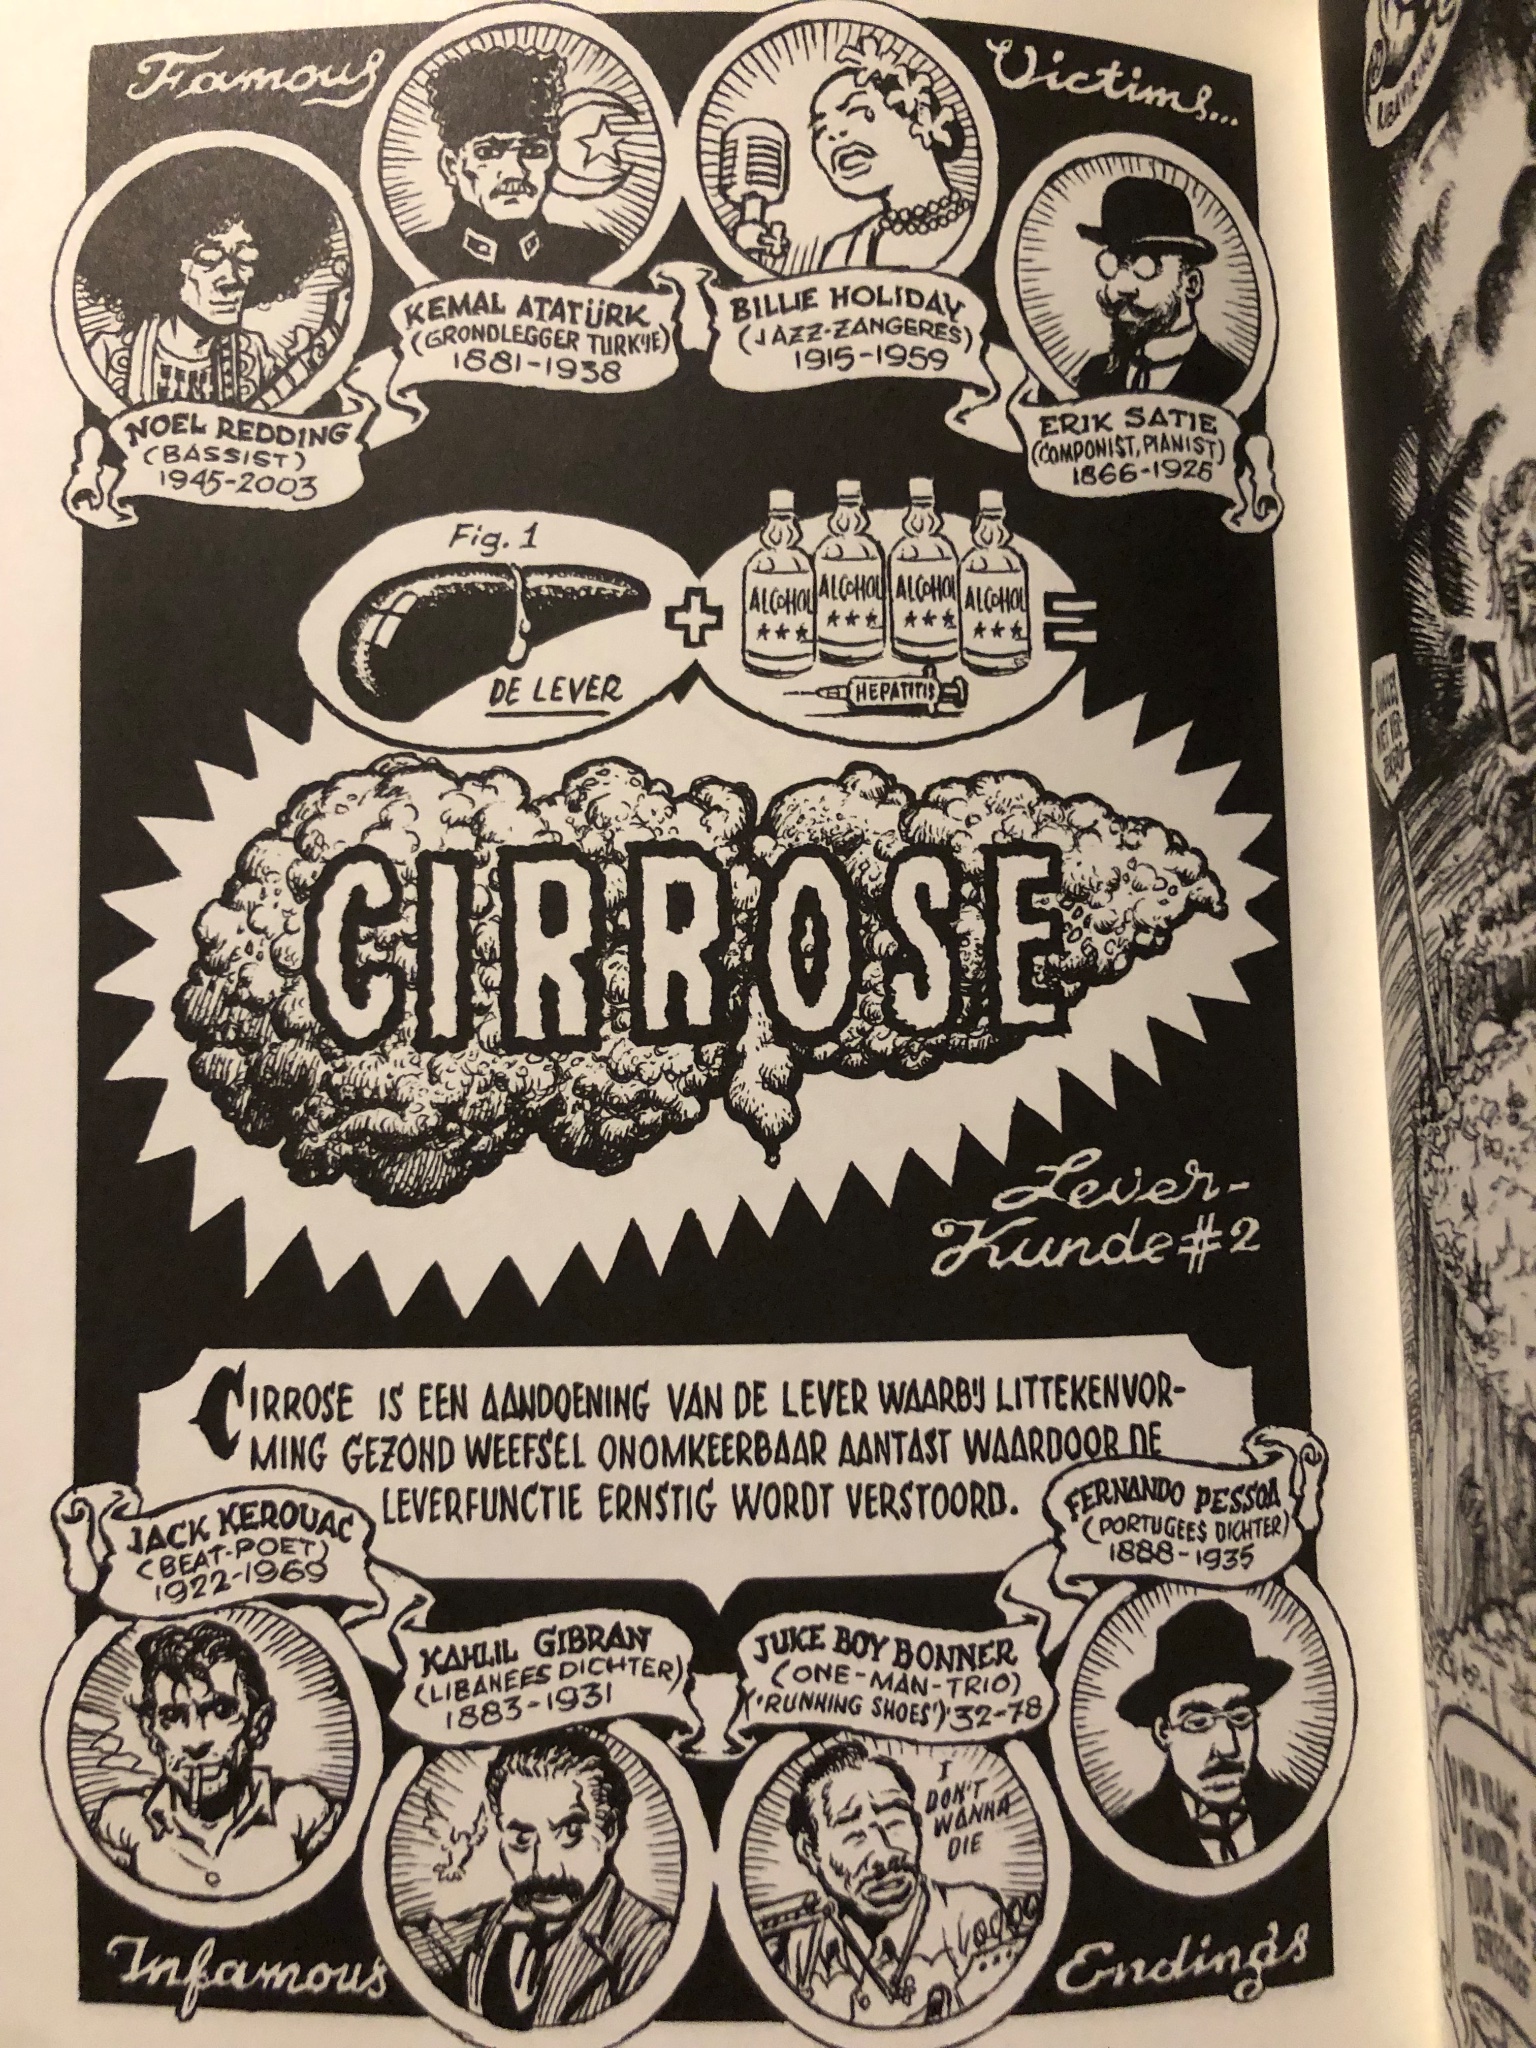 Famous
Victims...
KEMAL ATATÜRK
(GRONDLEGGER TURKIJE)
1881-1938
BILLIE HOLIDAY
(JAZZ-ZANGERES)
1915-1959
NOEL REDDING
(BASSIST)
1945-2003
ERIK SATIE
(COMPONIST, PIANIST)
1866-1925
Fig. 1
DE LEVER
+
ALCOHOL
ALCOHOL
ALCOHOL
ALCOHOL
HEPATITIS
=
CIRROSE
Lever-
Kunde #2
CIRROSE IS EEN AANDOENING VAN DE LEVER WAARBIJ LITTEKENVOR-
MING GEZOND WEEFSEL ONOMKEERBAAR AANTAST WAARDOOR DE
LEVERFUNCTIE ERNSTIG WORDT VERSTOORD.
JACK KEROUAC
(BEAT-POET)
1922-1969
FERNANDO PESSOA
(PORTUGEES DICHTER)
1888-1935
KAHLIL GIBRAN
(LIBANEES DICHTER)
1883-1931
JUKE BOY BONNER
(ONE-MAN-TRIO)
('RUNNING SHOES') '32-78
I
DON'T
WANNA
DIE
Infamous
Endings